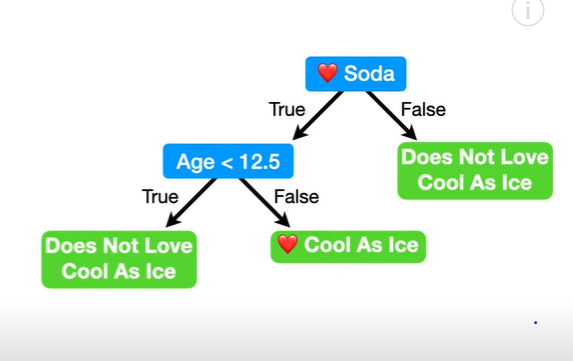 ❤️ Soda
True
False
Age < 12.5
Does Not Love
Cool As Ice
True
False
Does Not Love
Cool As Ice
❤️ Cool As Ice